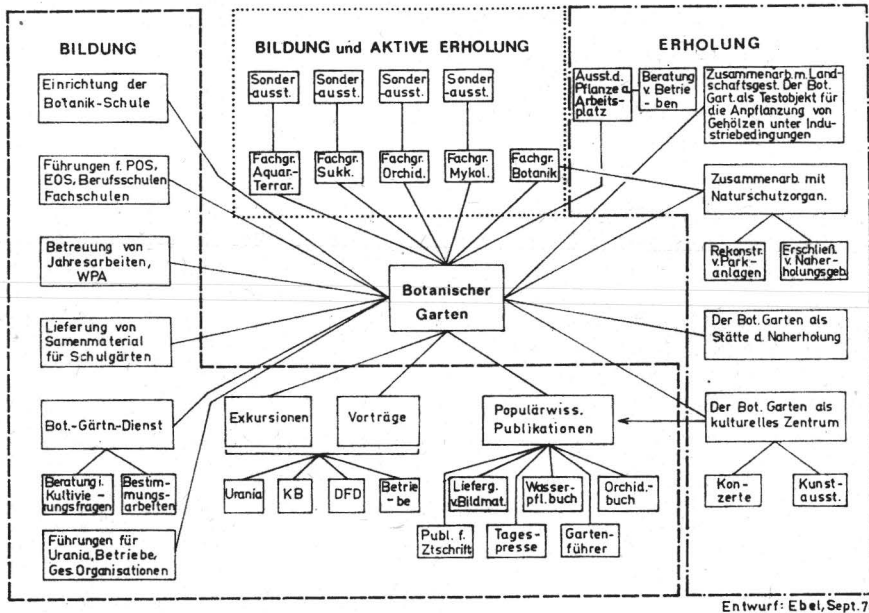 BILDUNG
Einrichtung der
Botanik-Schule
Führungen f. POS,
EOS, Berufsschulen
Fachschulen
Betreuung von
Jahresarbeiten,
WPA
Lieferung von
Samenmaterial
für Schulgärten
Bot.-Gärtn.-Dienst
Beratung i.
Kultivie-
rungsfragen
Bestim-
mungs-
arbeiten
Führungen für
Urania, Betriebe,
Ges. Organisationen
BILDUNG und AKTIVE ERHOLUNG
Sonder-
ausst.
Sonder-
ausst.
Sonder-
ausst.
Sonder-
ausst.
Fachgr.
Aquar.-
Terrar.
Fachgr.
Sukk.
Fachgr.
Orchid.
Fachgr.
Mykol.
Fachgr.
Botanik
Botanischer
Garten
Exkursionen
Vorträge
Urania
KB
DFD
Betrie-
-be
Populärwiss.
Publikationen
Lieferg.
v. Bildmat.
Wasser-
pfl. buch
Orchid.-
buch
Publ. f.
Ztschrift
Tages-
presse
Garten-
führer
ERHOLUNG
Ausst. d.
Pflanze a.
Arbeits-
platz
Beratung
v. Betrie
-ben
Zusammenarb. m. Land-
schaftsgest. Der Bot.
Gart. als Testobjekt für
die Anpflanzung von
Gehölzen unter Indu-
striebedingungen
Zusammenarb. mit
Naturschutzorgan.
Rekonstr.
v. Park-
anlagen
Erschließ.
v. Naher-
holungsgeb.
Der Bot. Garten als
Stätte d. Naherholung
Der Bot. Garten als
kulturelles Zentrum
Kon-
zerte
Kunst-
ausst.
Entwurf: Ebel, Sept. 7